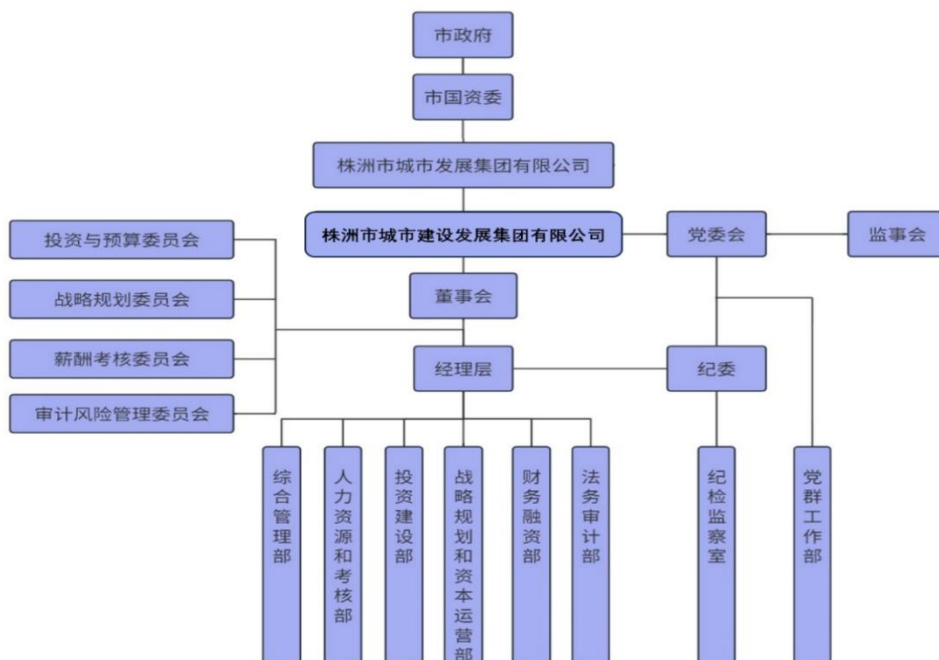 市政府
市国资委
株洲市城市发展集团有限公司
株洲市城市建设发展集团有限公司
党委会
监事会
投资与预算委员会
战略规划委员会
薪酬考核委员会
审计风险管理委员会
董事会
经理层
纪委
综合管理部
人力资源和考核部
投资建设部
战略规划和资本运营部
财务融资部
法务审计部
纪检监察室
党群工作部